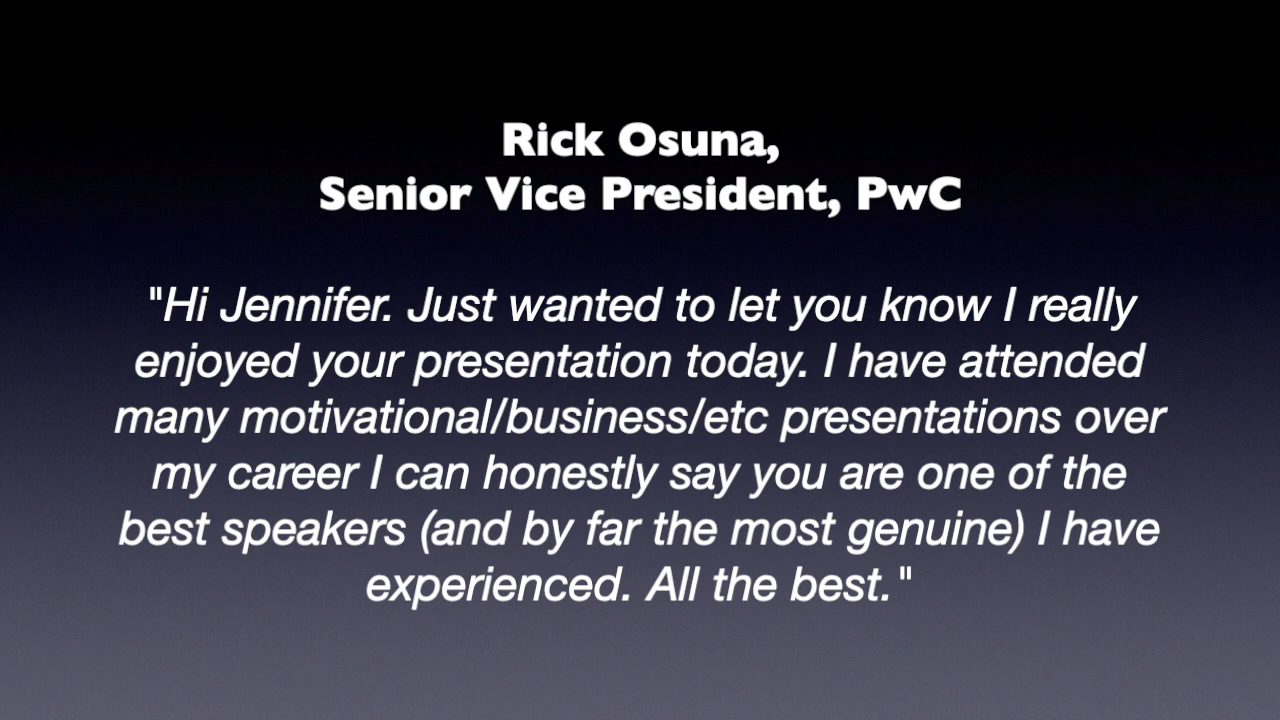 Rick Osuna,
Senior Vice President, PwC
"Hi Jennifer. Just wanted to let you know I really
enjoyed your presentation today. I have attended
many motivational/business/etc presentations over
my career I can honestly say you are one of the
best speakers (and by far the most genuine) I have
experienced. All the best."